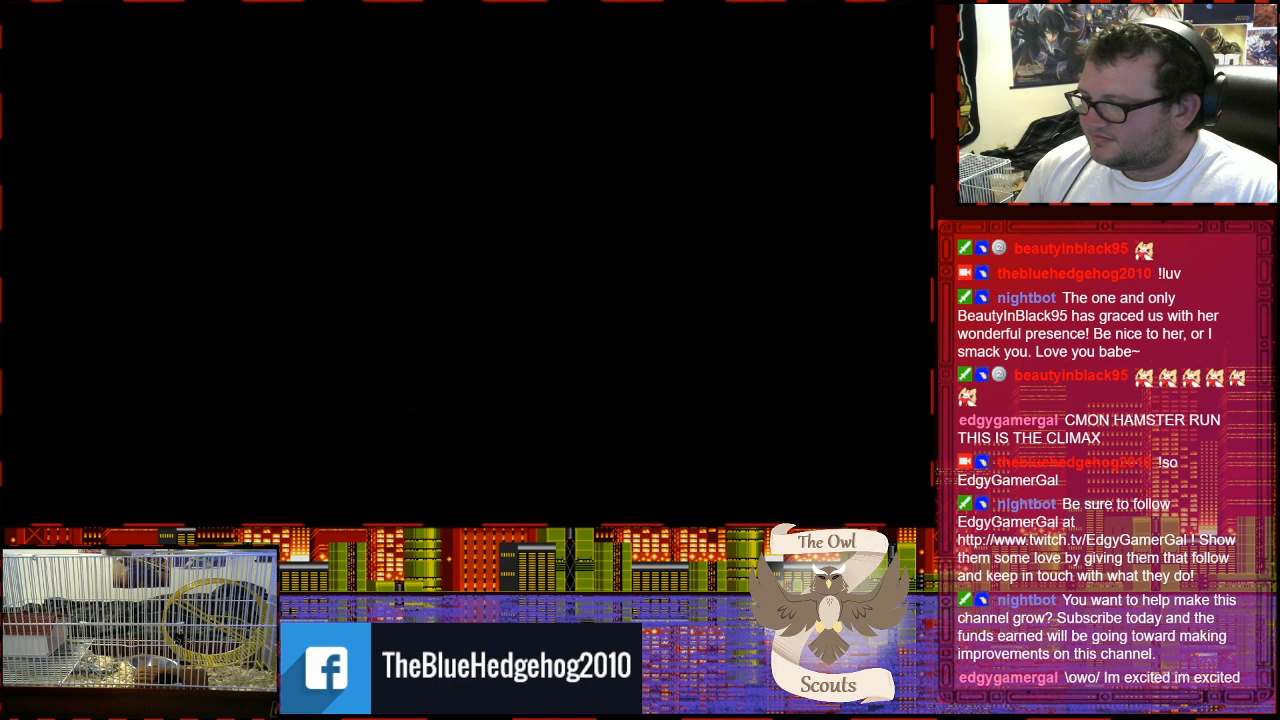 beautyinblack95
thebluehedgehog2010 !luv
nightbot The one and only
BeautyInBlack95 has graced us with her
wonderful presence! Be nice to her, or I
smack you. Love you babe~
beautyinblack95
edgygamergal CMON HAMSTER RUN
THIS IS THE CLIMAX
thebluehedgehog2010 !so
EdgyGamerGal
nightbot Be sure to follow
EdgyGamerGal at
http://www.twitch.tv/EdgyGamerGal ! Show
them some love by giving them that follow
and keep in touch with what they do!
nightbot You want to help make this
channel grow? Subscribe today and the
funds earned will be going toward making
improvements on this channel.
edgygamergal \owo/ Im excited im excited
The Owl
Scouts
f TheBlueHedgehog2010